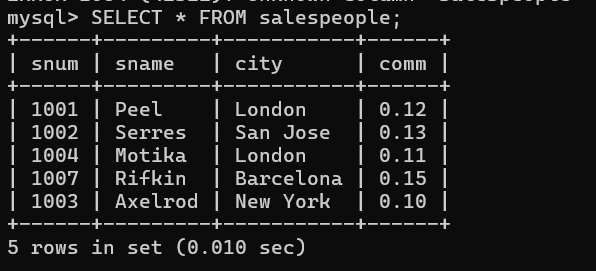 mysql> SELECT * FROM salespeople;
+------+---------+-----------+------+
| snum | sname   | city      | comm |
+------+---------+-----------+------+
| 1001 | Peel    | London    | 0.12 |
| 1002 | Serres  | San Jose  | 0.13 |
| 1004 | Motika  | London    | 0.11 |
| 1007 | Rifkin  | Barcelona | 0.15 |
| 1003 | Axelrod | New York  | 0.10 |
+------+---------+-----------+------+
5 rows in set (0.010 sec)